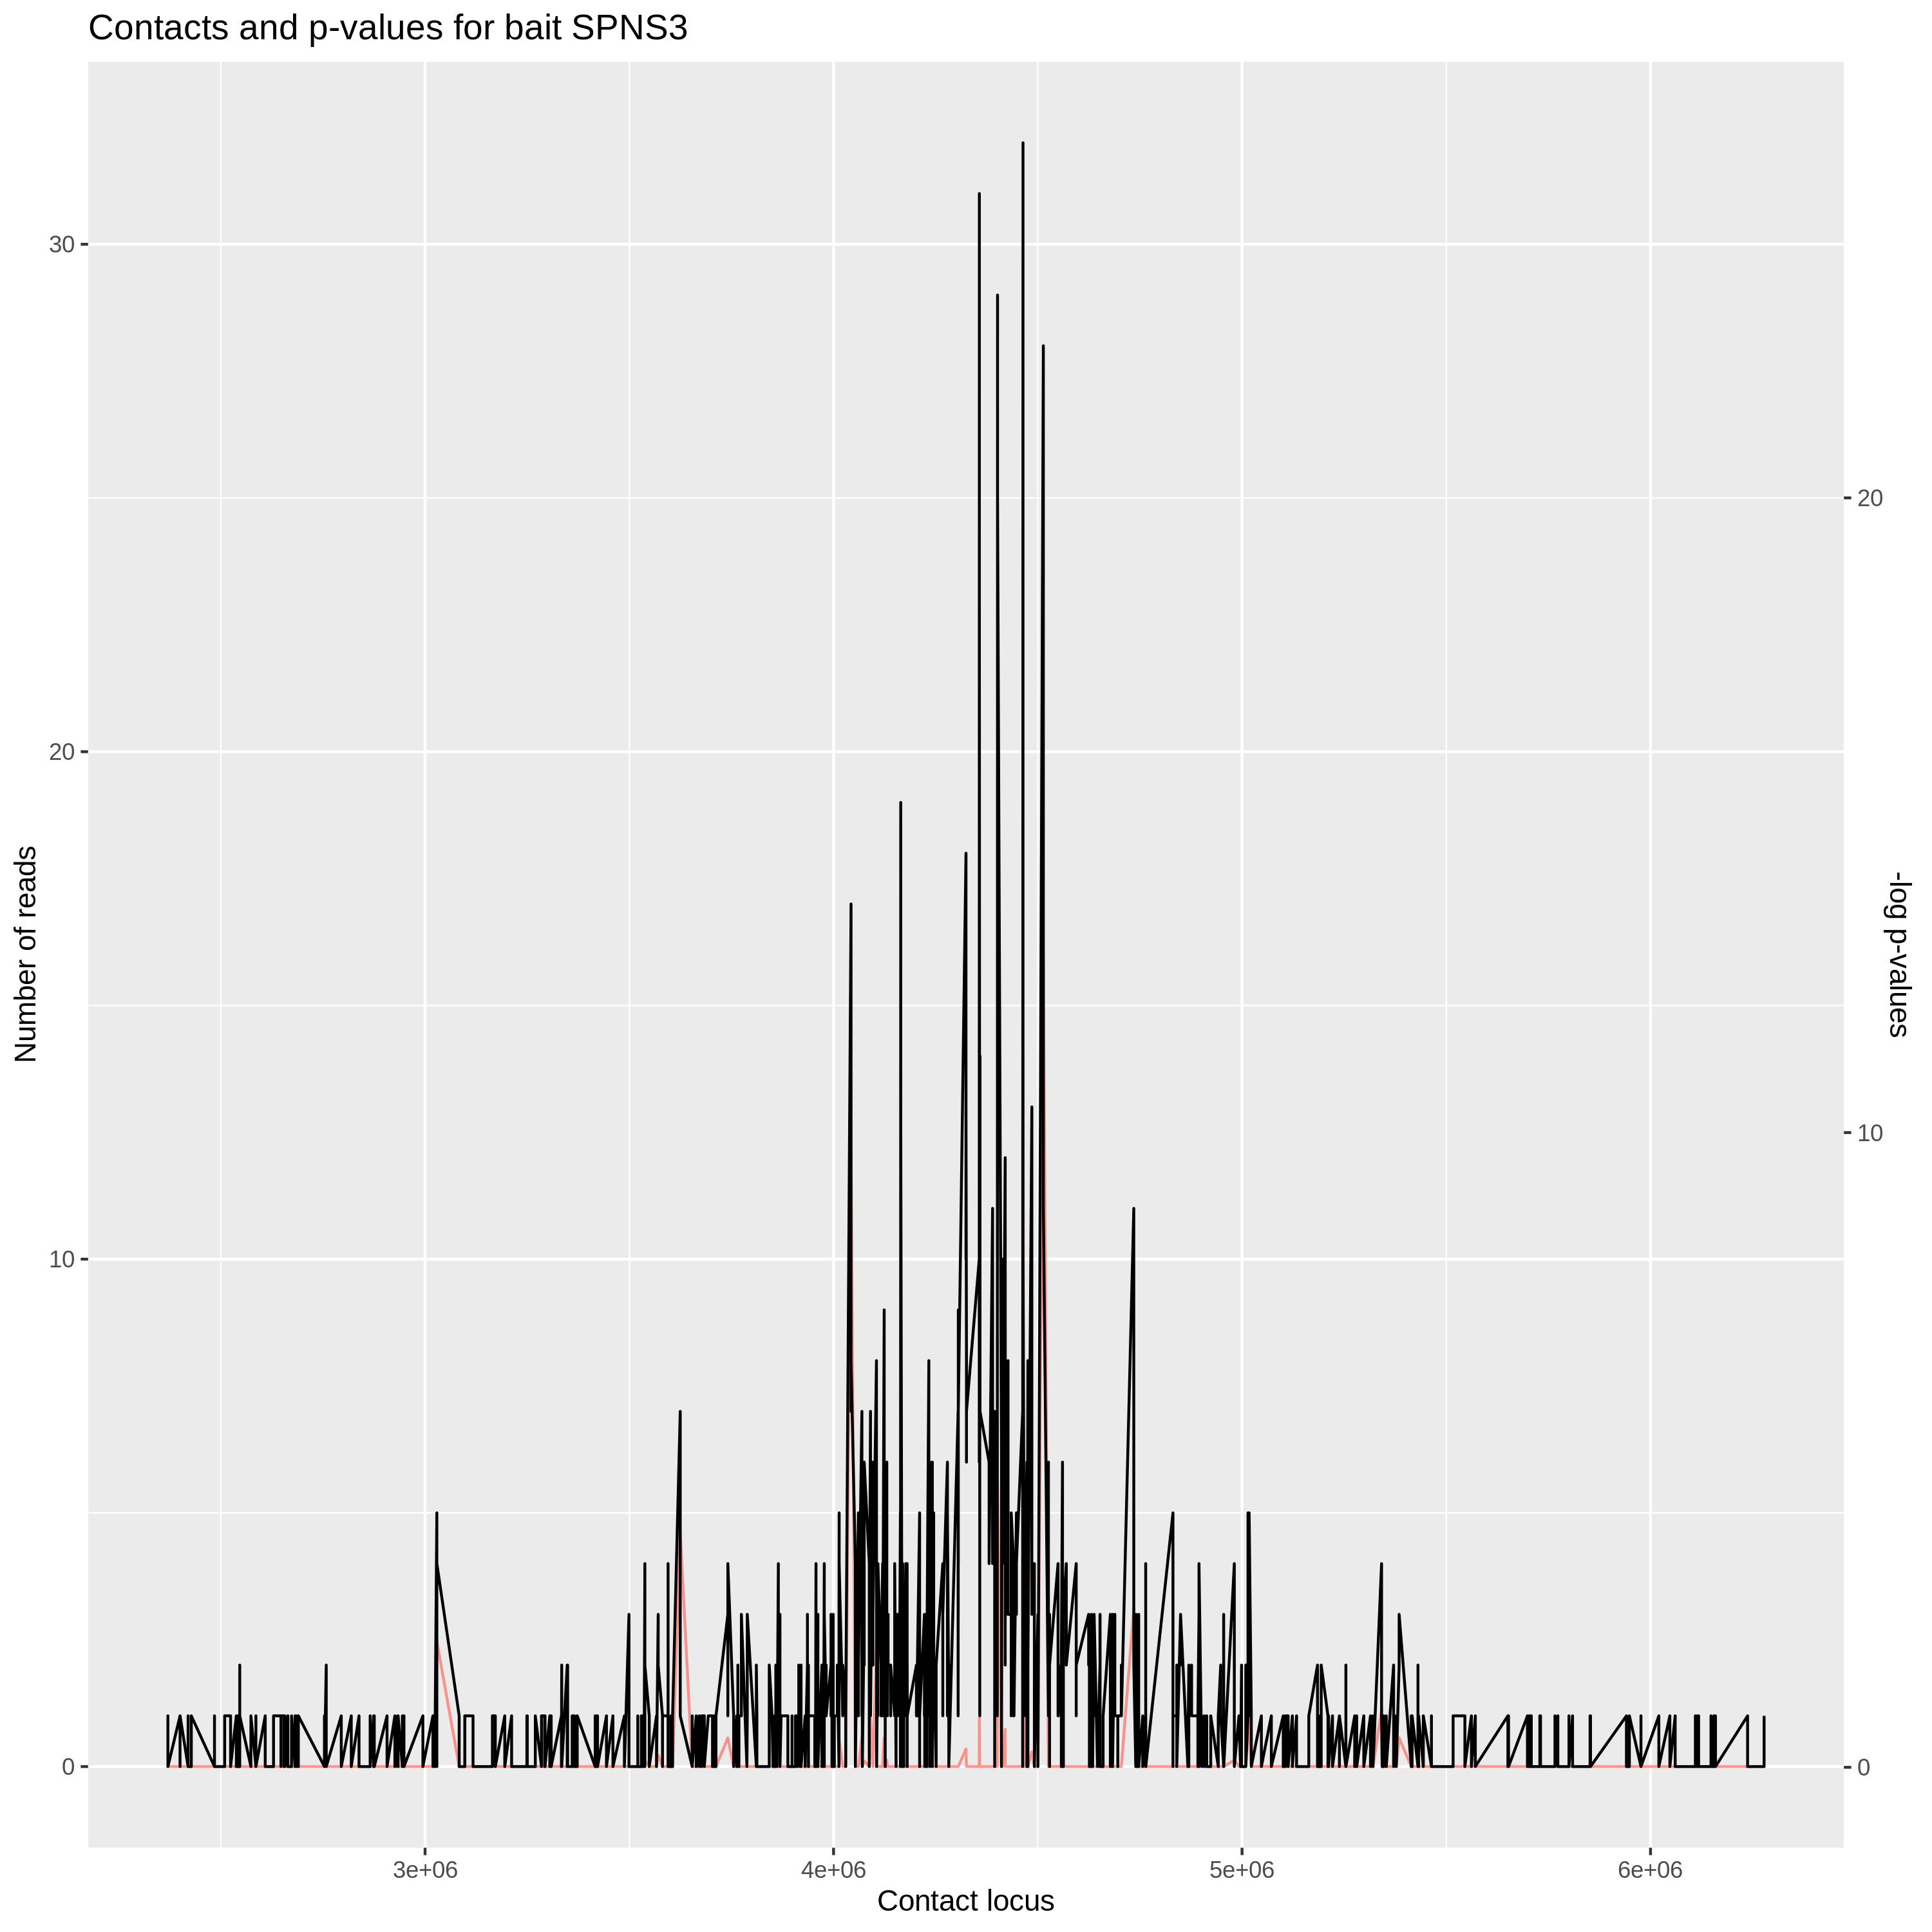 Contacts and p-values for bait SPNS3
30
20
10
0
Number of reads
20
10
0
-log p-values
3e+06 4e+06 5e+06 6e+06
Contact locus